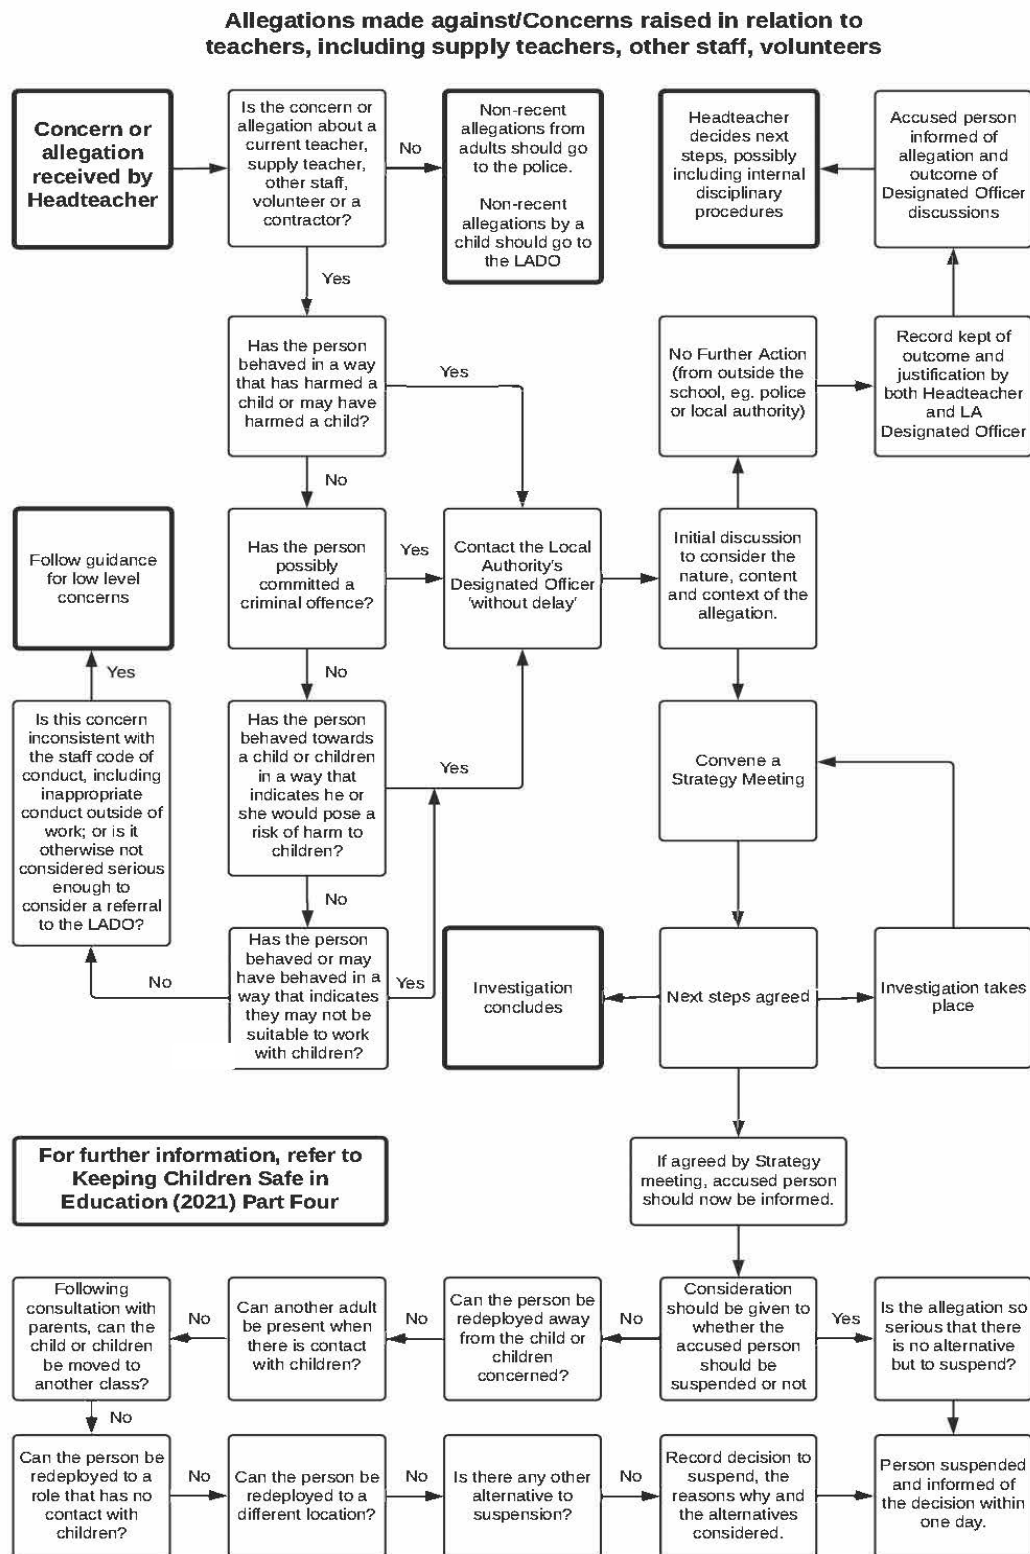 Allegations made against/Concerns raised in relation to
teachers, including supply teachers, other staff, volunteers
Concern or
allegation
received by
Headteacher
Is the concern or
allegation about a
current teacher,
supply teacher,
other staff,
volunteer or a
contractor?
No
Non-recent
allegations from
adults should go
to the police.
Non-recent
allegations by a
child should go to
the LADO
Headteacher
decides next
steps, possibly
including internal
disciplinary
procedures
Accused person
informed of
allegation and
outcome of
Designated Officer
discussions
Yes
Has the person
behaved in a way
that has harmed a
child or may have
harmed a child?
Yes
No Further Action
(from outside the
school, eg. police
or local authority)
Record kept of
outcome and
justification by
both Headteacher
and LA
Designated Officer
No
Follow guidance
for low level
concerns
Has the person
possibly
committed a
criminal offence?
Yes
Contact the Local
Authority's
Designated Officer
'without delay'
Initial discussion
to consider the
nature, content
and context of the
allegation.
Yes
No
Is this concern
inconsistent with
the staff code of
conduct, including
inappropriate
conduct outside of
work; or is it
otherwise not
considered serious
enough to
consider a referral
to the LADO?
Has the person
behaved towards
a child or children
in a way that
indicates he or
she would pose a
risk of harm to
children?
Yes
Convene a
Strategy Meeting
No
No
Has the person
behaved or may
have behaved in a
way that indicates
they may not be
suitable to work
with children?
Yes
Investigation
concludes
Next steps agreed
Investigation takes
place
For further information, refer to
Keeping Children Safe in
Education (2021) Part Four
If agreed by Strategy
meeting, accused person
should now be informed.
Following
consultation with
parents, can the
child or children
be moved to
another class?
No
Can another adult
be present when
there is contact
with children?
No
Can the person be
redeployed away
from the child or
children
concerned?
No
Consideration
should be given to
whether the
accused person
should be
suspended or not
Yes
Is the allegation so
serious that there
is no alternative
but to suspend?
No
Can the person be
redeployed to a
role that has no
contact with
children?
No
Can the person be
redeployed to a
different location?
No
Is there any other
alternative to
suspension?
No
Record decision to
suspend, the
reasons why and
the alternatives
considered.
Person suspended
and informed of
the decision within
one day.